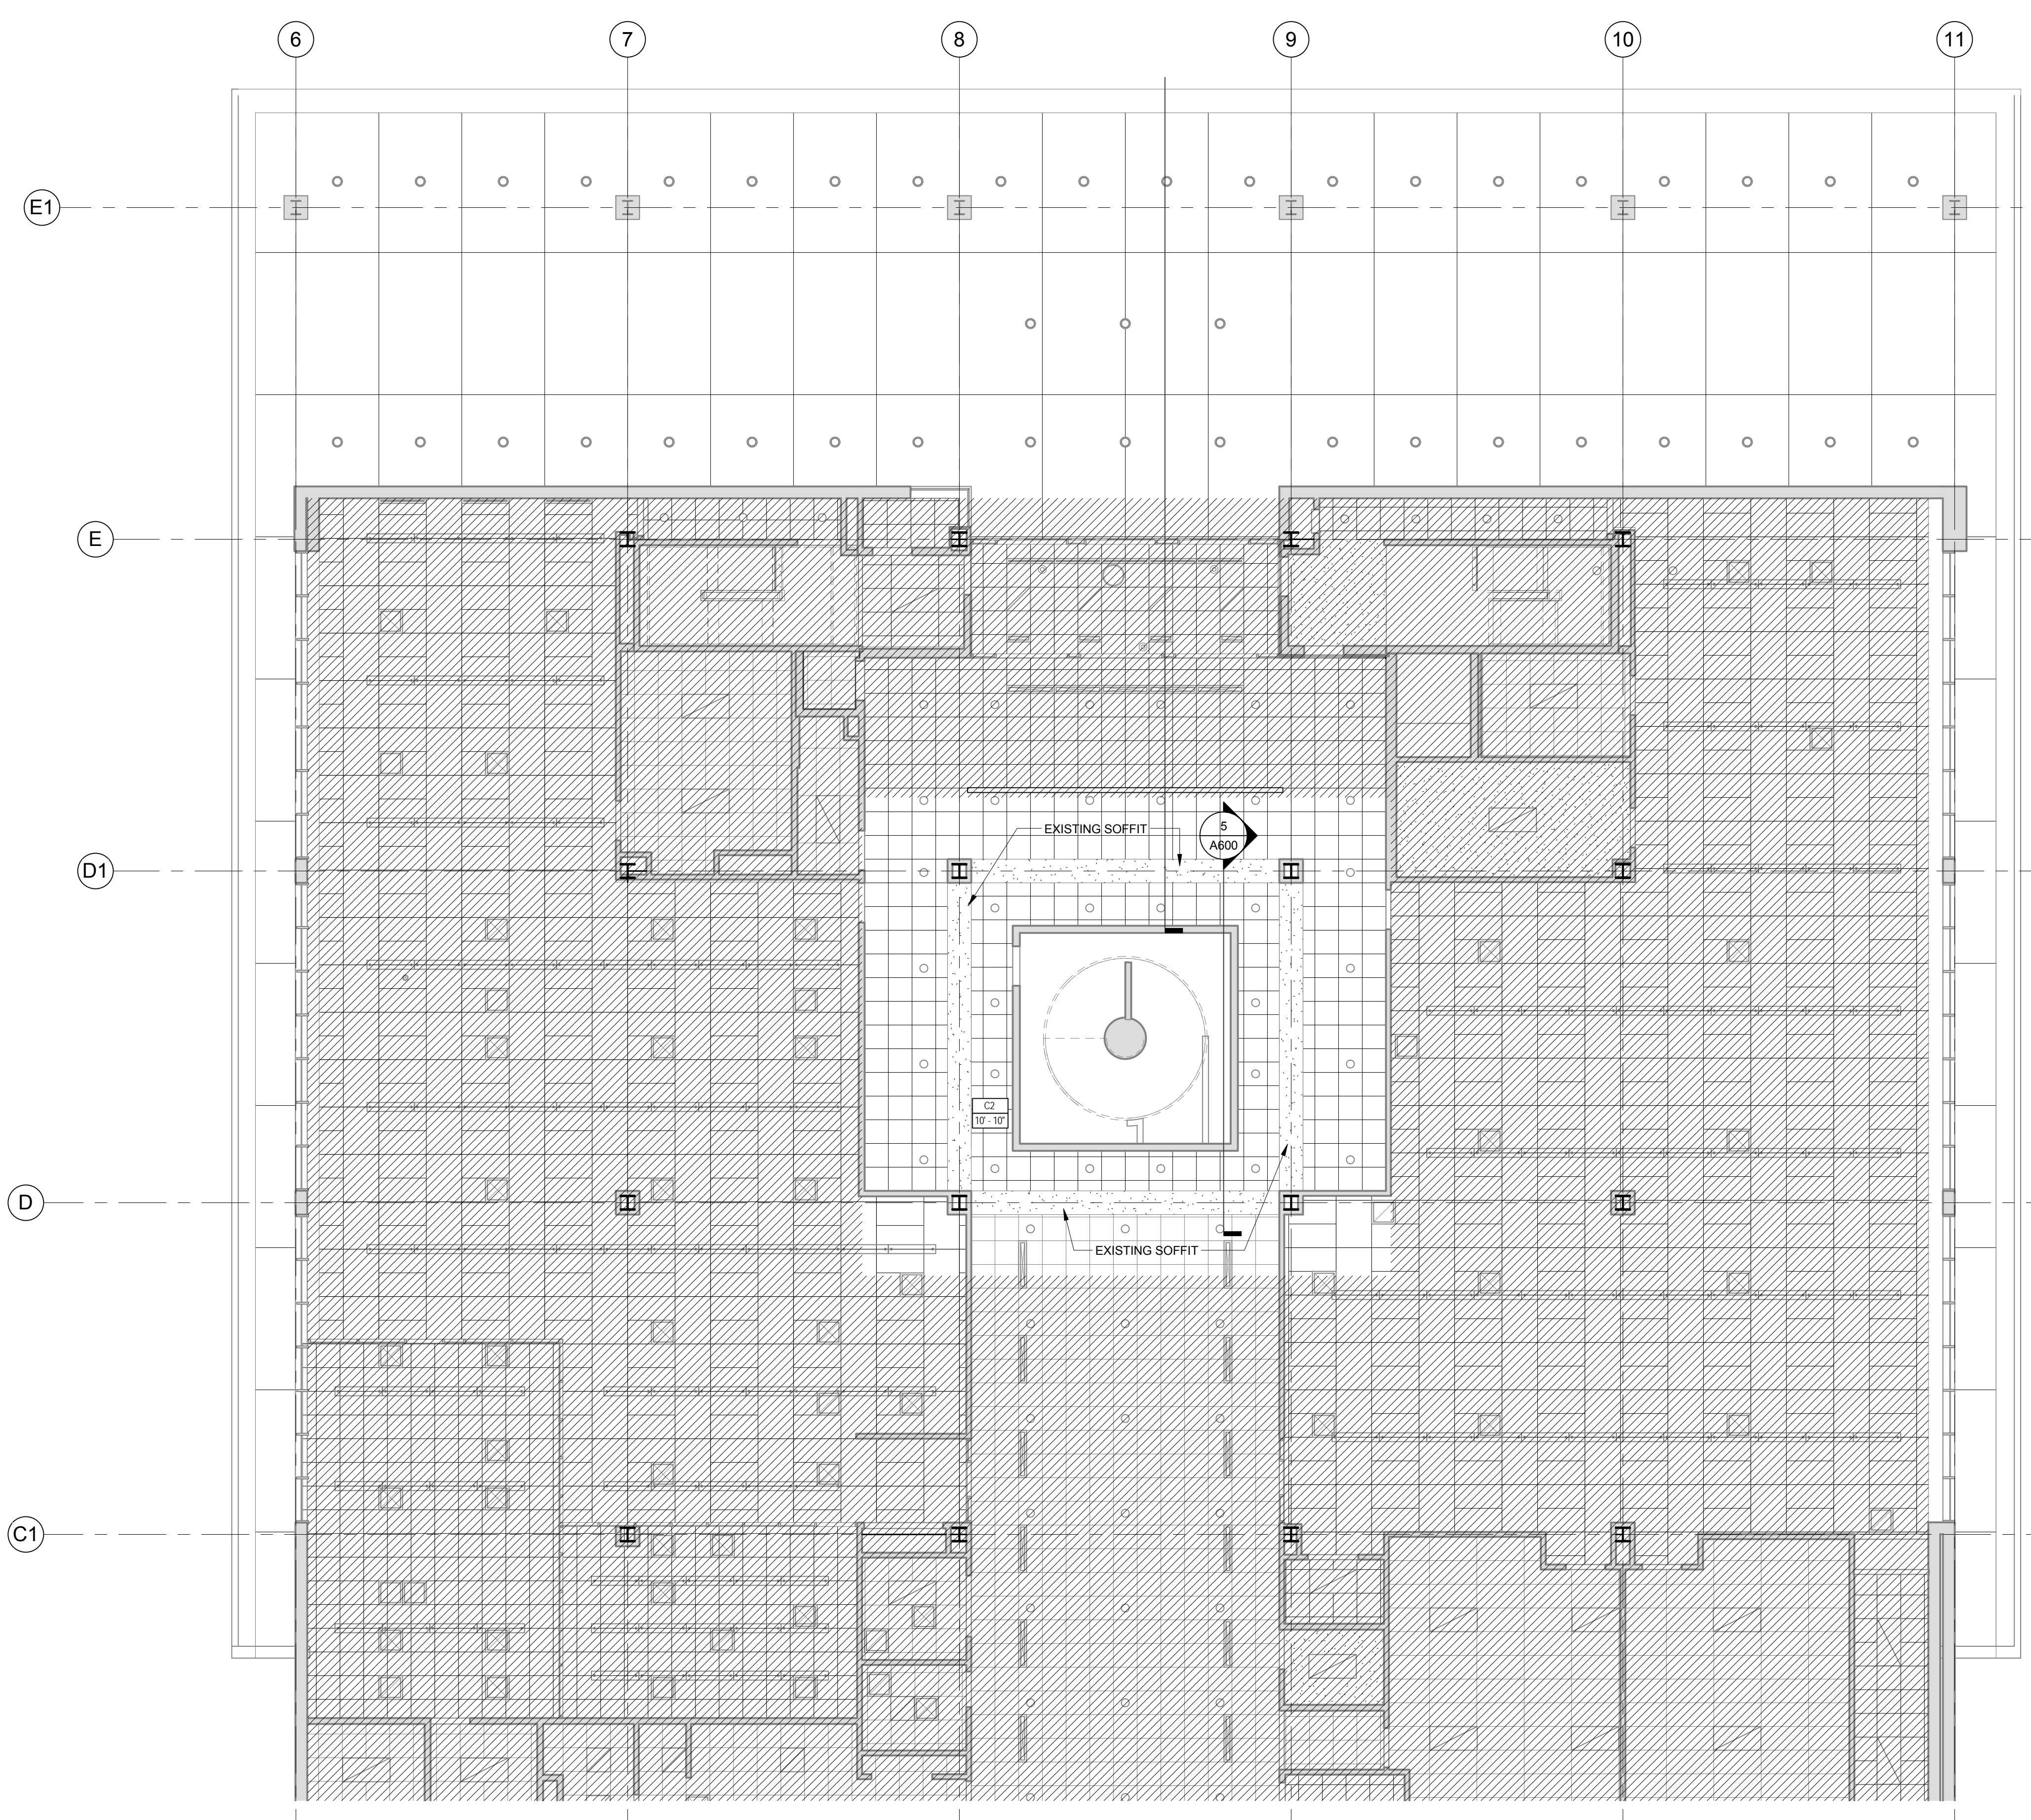 6 7 8 9 10 11
E1
E
EXISTING SOFFIT
5
A600
D1
C2
10' - 10"
D
EXISTING SOFFIT
C1